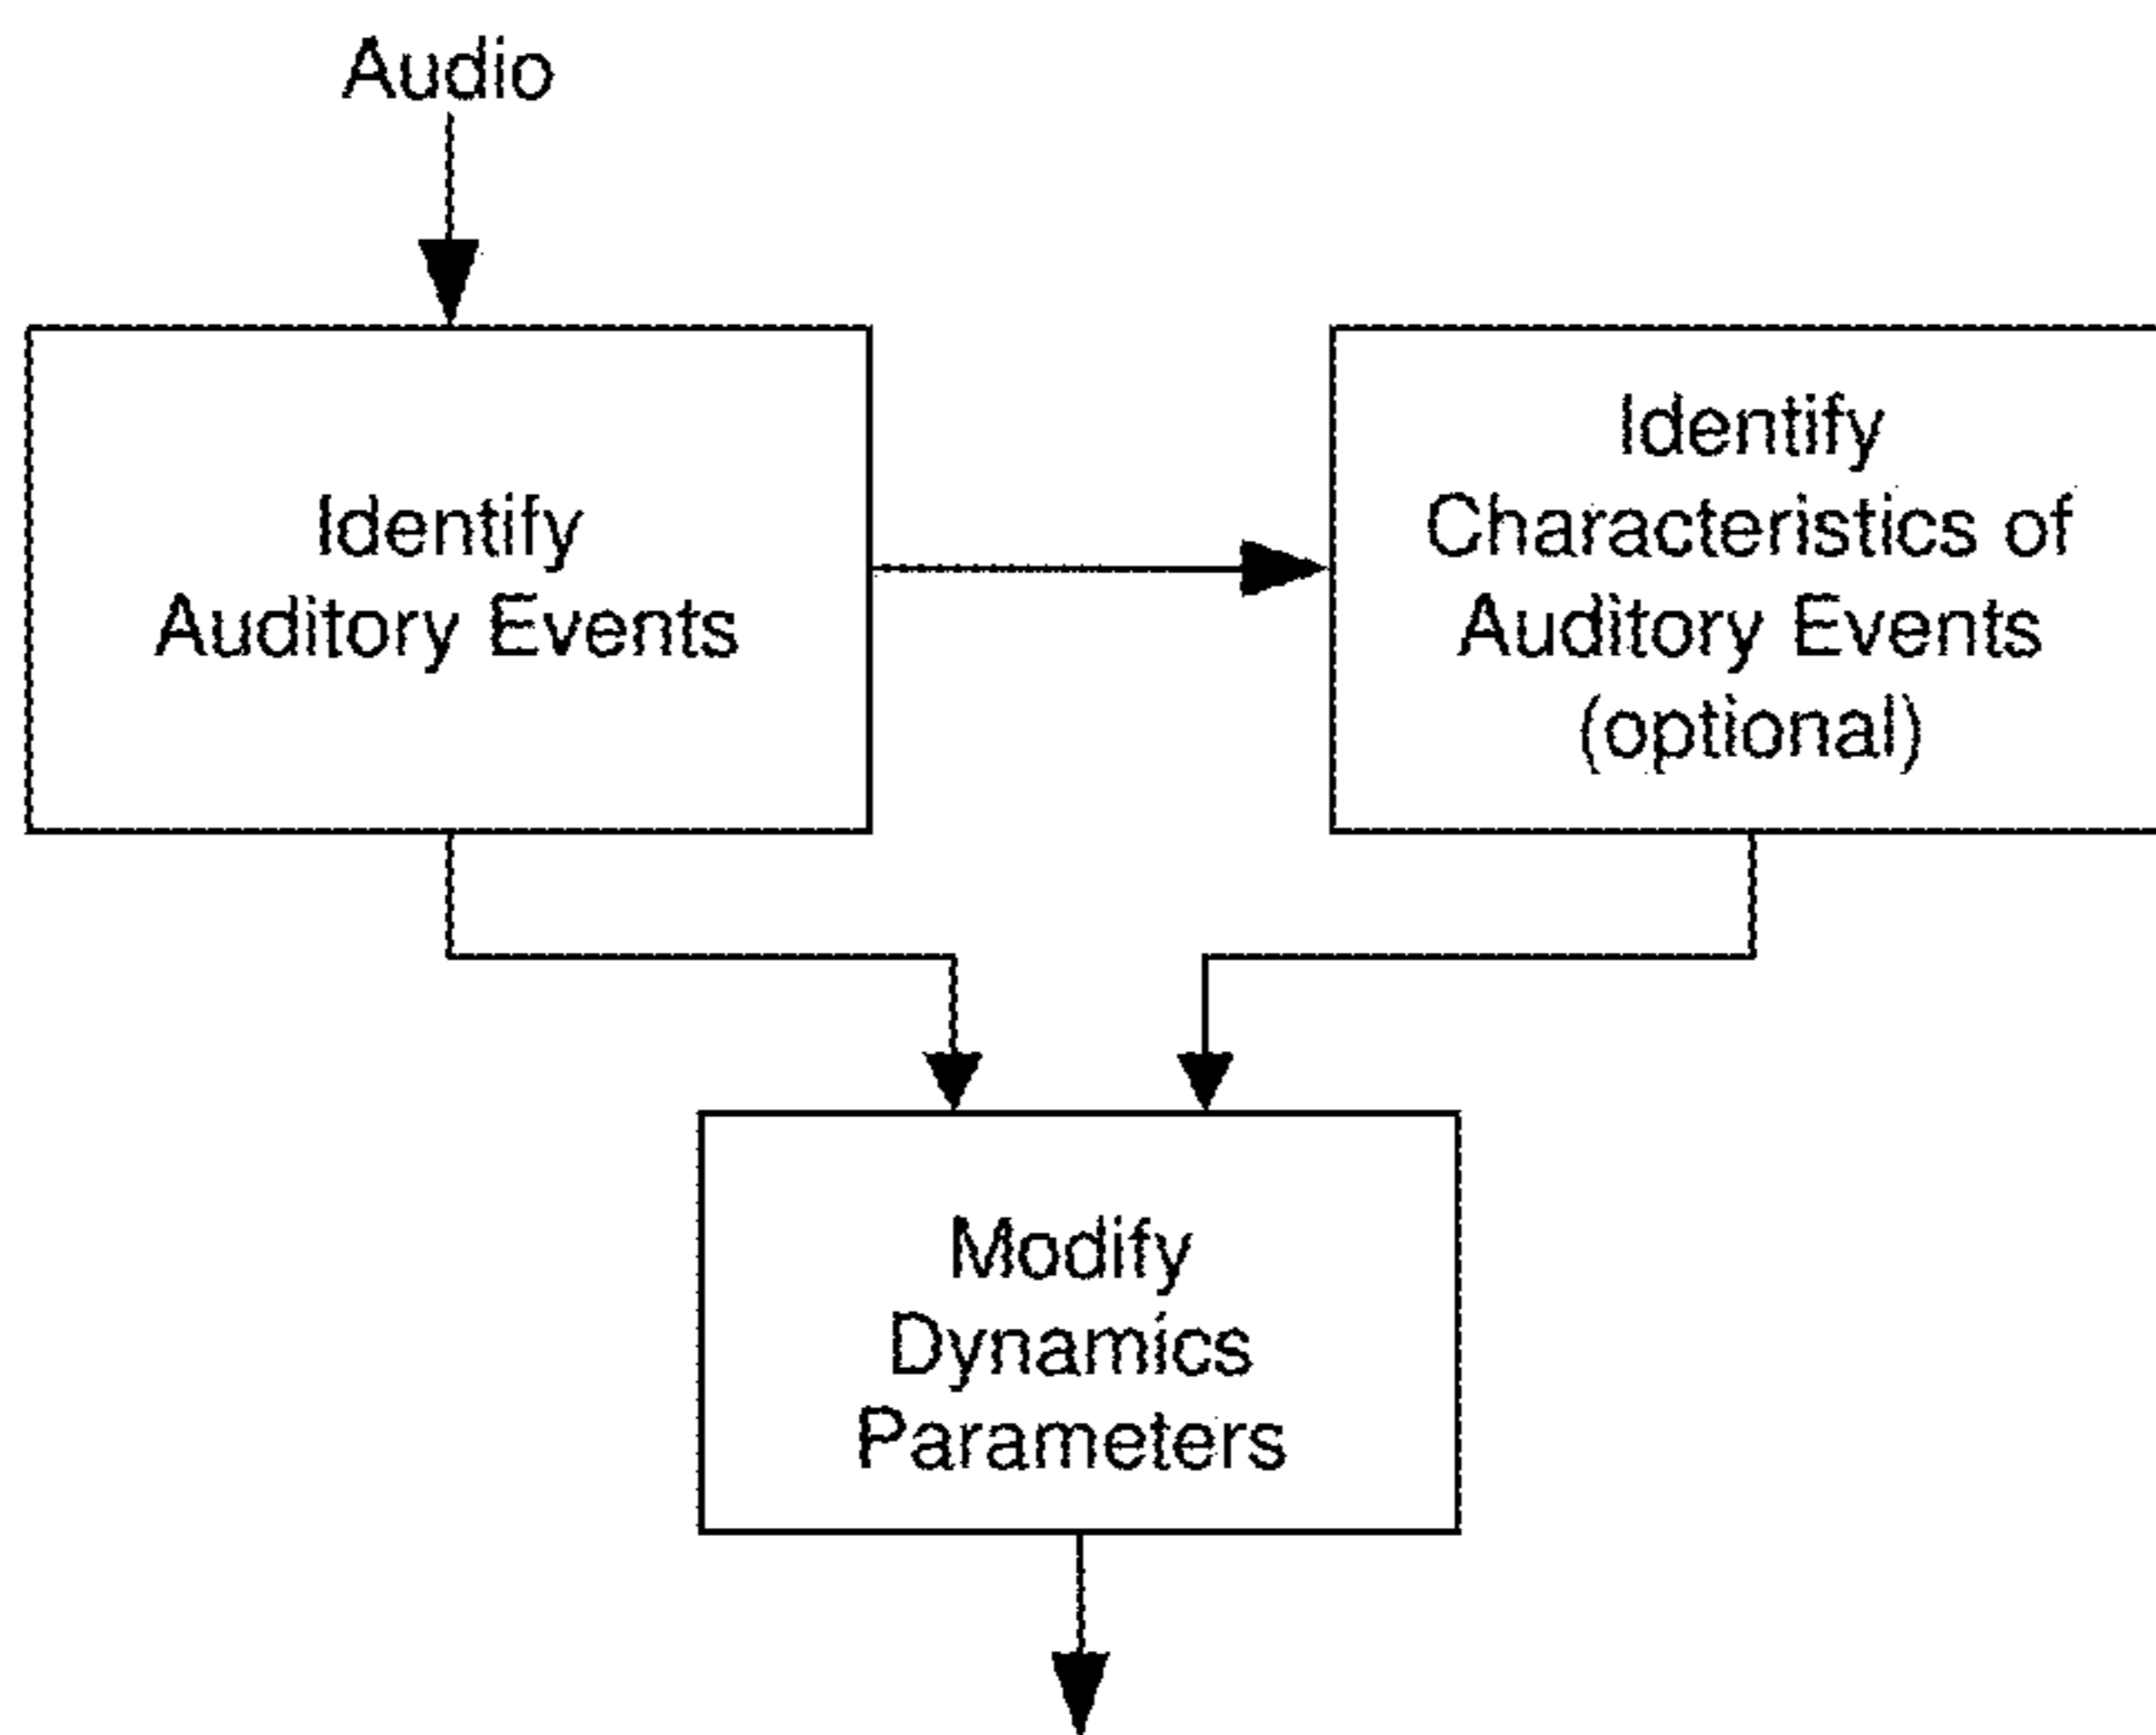 Audio
Identify
Auditory Events
Identify
Characteristics of
Auditory Events
(optional)
Modify
Dynamics
Parameters